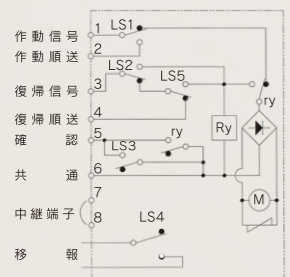 作動信号 1 LS1
作動順送 2
LS2
復帰信号 3 LS5
ry
復帰順送 4
Ry
確認 5 ry
LS3
共通 6
7
M
中継端子
8
LS4
移報